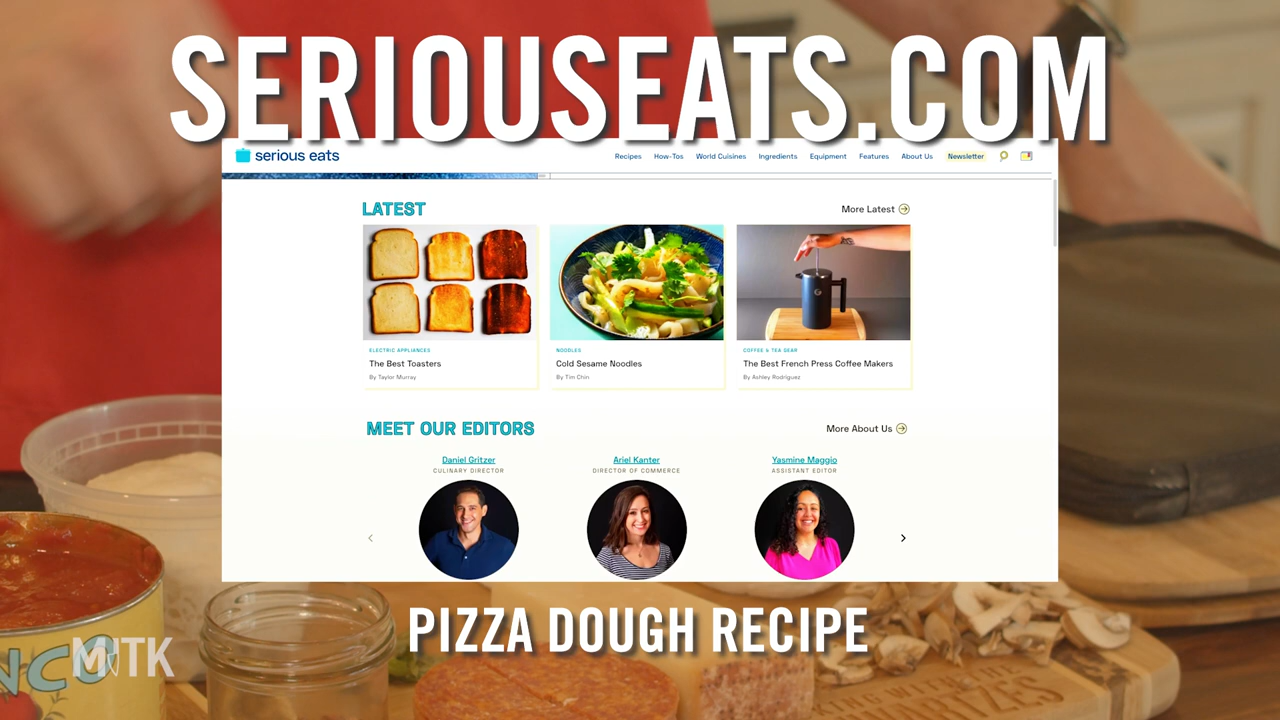 SERIOUSEATS.COM
serious eats
Recipes How-Tos World Cuisines Ingredients Equipment Features About Us Newsletter
LATEST
More Latest
ELECTRIC APPLIANCES
The Best Toasters
By Taylor Murray
NOODLES
Cold Sesame Noodles
By Tim Chin
COFFEE & TEA GEAR
The Best French Press Coffee Makers
By Ashley Rodriguez
MEET OUR EDITORS
More About Us
Daniel Gritzer
CULINARY DIRECTOR
Ariel Kanter
DIRECTOR OF COMMERCE
Yasmine Maggio
ASSISTANT EDITOR
PIZZA DOUGH RECIPE
NCO
MITK